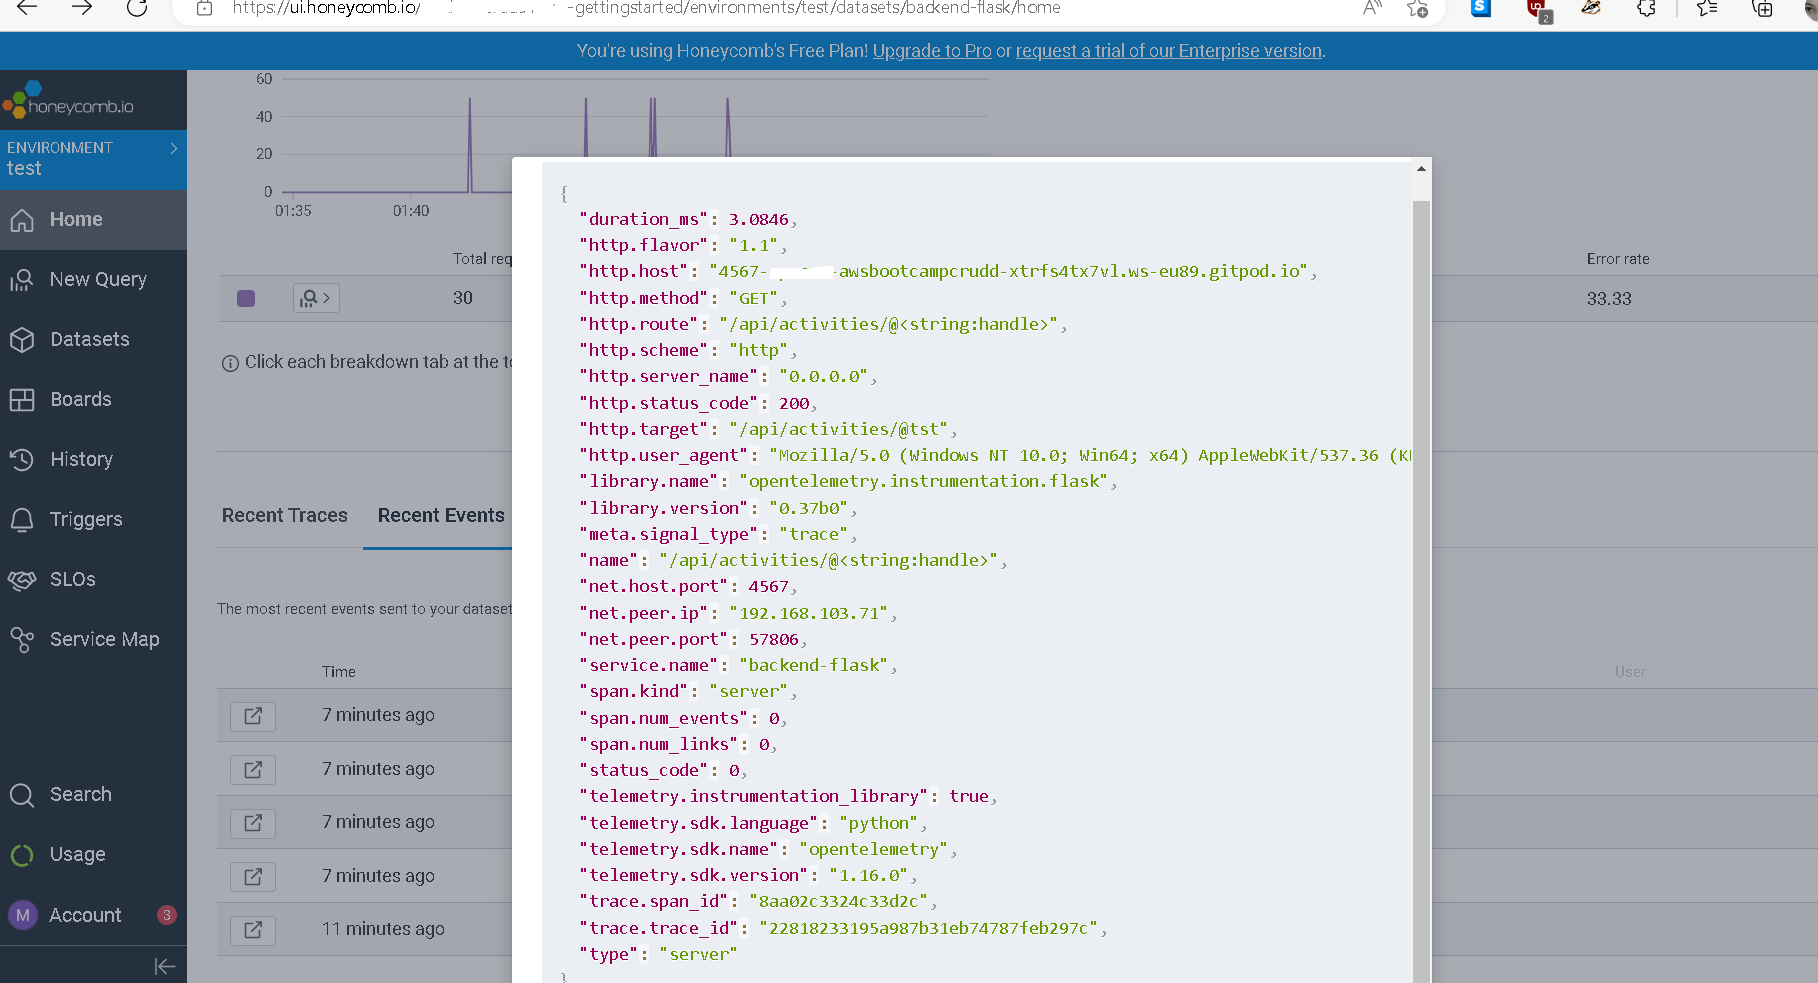 https://ui.honeycomb.io/ -gettingstarted/environments/test/datasets/backend-flask/home
2
You're using Honeycomb's Free Plan! Upgrade to Pro or request a trial of our Enterprise version.
honeycomb.io
ENVIRONMENT
test
Home
New Query
Datasets
Boards
History
Triggers
SLOs
Service Map
Search
Usage
M Account 3
60
40
20
0
01:35 01:40
Total req
Error rate
30
33.33
Click each breakdown tab at the to
Recent Traces Recent Events
The most recent events sent to your dataset
Time
User
7 minutes ago
7 minutes ago
7 minutes ago
7 minutes ago
11 minutes ago
{
"duration_ms": 3.0846,
"http.flavor": "1.1",
"http.host": "4567- -awsbootcampcrudd-xtrfs4tx7vl.ws-eu89.gitpod.io",
"http.method": "GET",
"http.route": "/api/activities/@<string:handle>",
"http.scheme": "http",
"http.server_name": "0.0.0.0",
"http.status_code": 200,
"http.target": "/api/activities/@tst",
"http.user_agent": "Mozilla/5.0 (Windows NT 10.0; Win64; x64) AppleWebKit/537.36 (K
"library.name": "opentelemetry.instrumentation.flask",
"library.version": "0.37b0",
"meta.signal_type": "trace",
"name": "/api/activities/@<string:handle>",
"net.host.port": 4567,
"net.peer.ip": "192.168.103.71",
"net.peer.port": 57806,
"service.name": "backend-flask",
"span.kind": "server",
"span.num_events": 0,
"span.num_links": 0,
"status_code": 0,
"telemetry.instrumentation_library": true,
"telemetry.sdk.language": "python",
"telemetry.sdk.name": "opentelemetry",
"telemetry.sdk.version": "1.16.0",
"trace.span_id": "8aa02c3324c33d2c",
"trace.trace_id": "22818233195a987b31eb74787feb297c",
"type": "server"
}